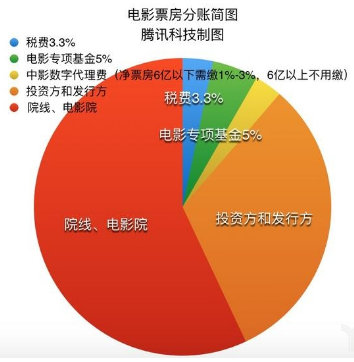 电影票房分账简图
腾讯科技制图
税费3.3%
电影专项基金5%
中影数字代理费（净票房6亿以下需缴1%-3%，6亿以上不用缴）
投资方和发行方
院线、电影院
税费3.3%
电影专项基金5%
投资方和发行方
院线、电影院